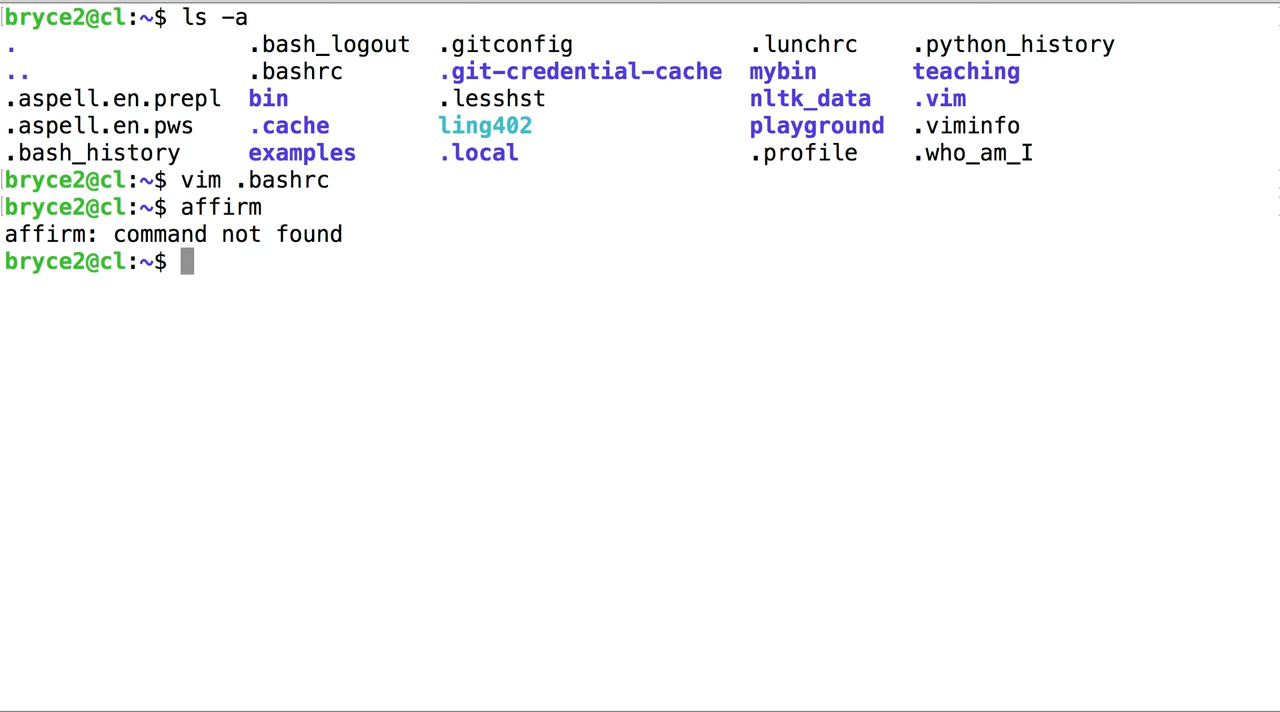 bryce2@cl:~$ ls -a
. .bash_logout .gitconfig .lunchrc .python_history
.. .bashrc .git-credential-cache mybin teaching
.aspell.en.prepl bin .lesshst nltk_data .vim
.aspell.en.pws .cache ling402 playground .viminfo
.bash_history examples .local .profile .who_am_I
bryce2@cl:~$ vim .bashrc
bryce2@cl:~$ affirm
affirm: command not found
bryce2@cl:~$